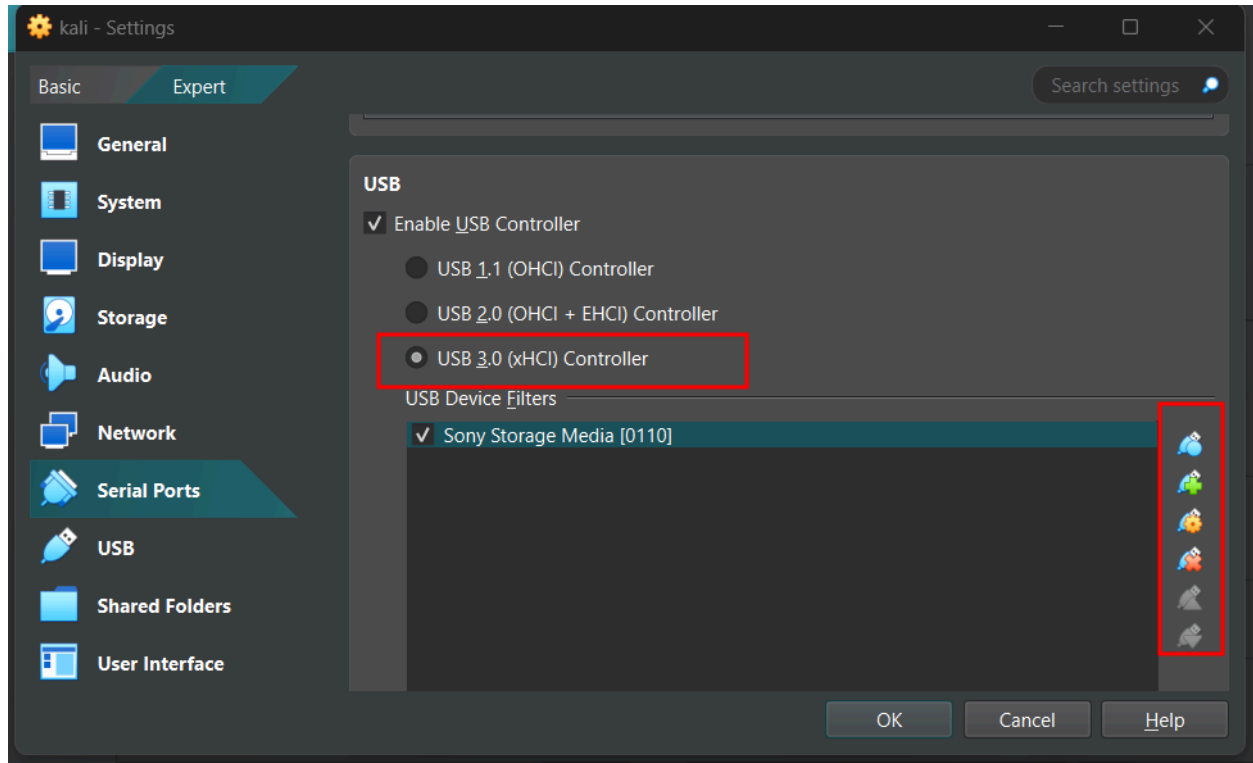 kali - Settings
Basic
Expert
Search settings
General
System
Display
Storage
Audio
Network
Serial Ports
USB
Shared Folders
User Interface
USB
Enable USB Controller
USB 1.1 (OHCI) Controller
USB 2.0 (OHCI + EHCI) Controller
USB 3.0 (xHCI) Controller
USB Device Filters
Sony Storage Media [0110]
OK
Cancel
Help